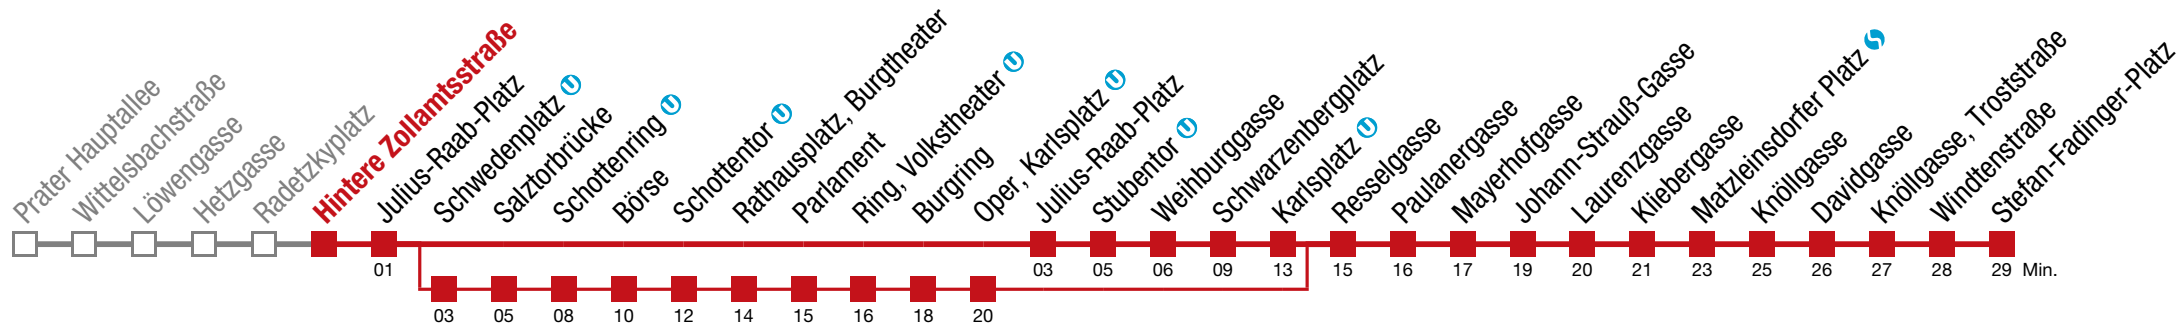 Prater Hauptallee
Wittelsbachstraße
Löwengasse
Hetzgasse
Radetzkyplatz
Hintere Zollamtsstraße
Julius-Raab-Platz
Schwedenplatz U
Salztorbrücke
Schottenring U
Börse
Schottentor U
Rathausplatz, Burgtheater
Parlament
Ring, Volkstheater U
Burgring
Oper, Karlsplatz U
Julius-Raab-Platz
Stubentor U
Weihburggasse
Schwarzenbergplatz
Karlsplatz U
Resselgasse
Paulanergasse
Mayerhofgasse
Johann-Strauß-Gasse
Laurenzgasse
Kliebergasse
Matzleinsdorfer Platz S
Knöllgasse
Davidgasse
Knöllgasse, Troststraße
Windtenstraße
Stefan-Fadinger-Platz
01 03 05 06 09 13 15 16 17 19 20 21 23 25 26 27 28 29 Min.
03 05 08 10 12 14 15 16 18 20